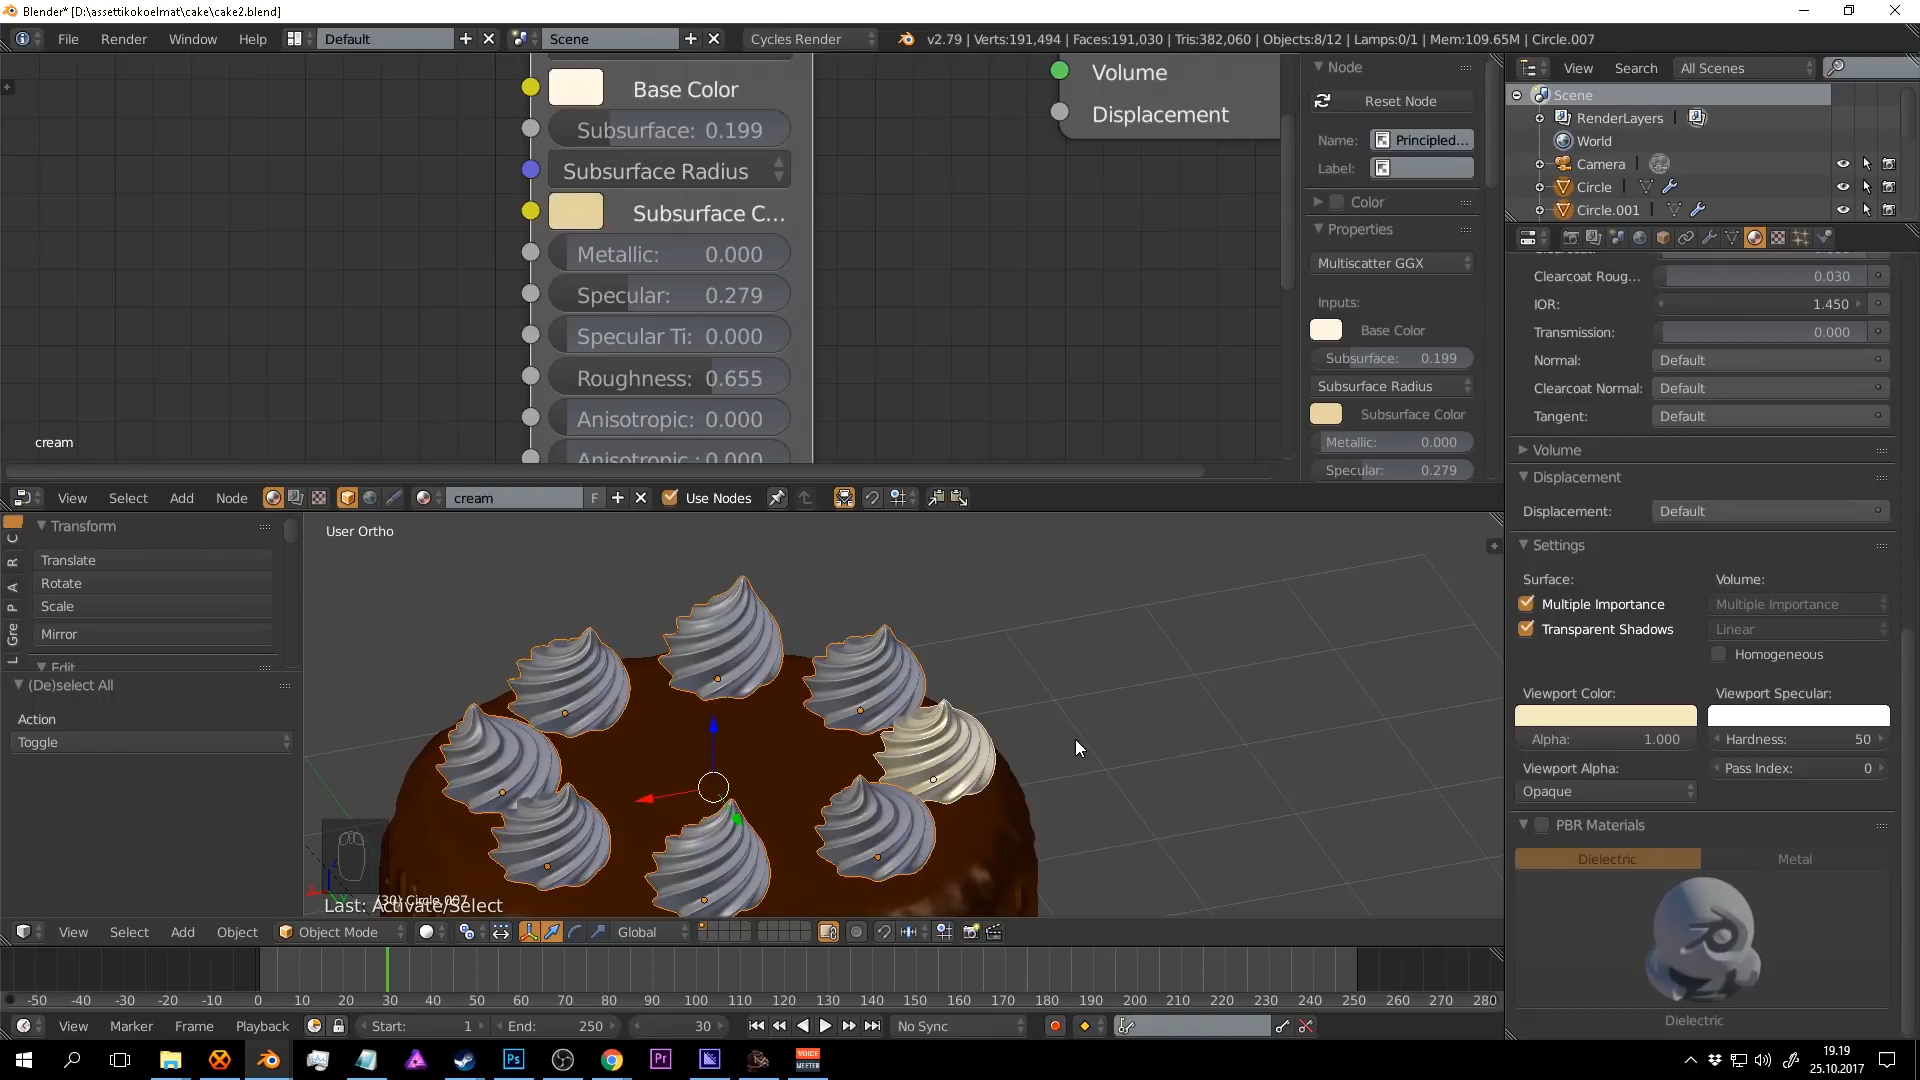 Blender* [D:\assettikokoelmat\cake\cake2.blend]
File Render Window Help Default Scene Cycles Render v2.79 | Verts:191,494 | Faces:191,030 | Tris:382,060 | Objects:8/12 | Lamps:0/1 | Mem:109.65M | Circle.007
Base Color
Subsurface: 0.199
Subsurface Radius
Subsurface C...
Metallic: 0.000
Specular: 0.279
Specular Ti: 0.000
Roughness: 0.655
Anisotropic: 0.000
Anisotropic : 0.000
Volume
Displacement
cream
Node
Reset Node
Name: Principled...
Label:
Color
Properties
Multiscatter GGX
Inputs:
Base Color
Subsurface: 0.199
Subsurface Radius
Subsurface Color
Metallic: 0.000
Specular: 0.279
View Search All Scenes
Scene
RenderLayers
World
Camera
Circle
Circle.001
Clearcoat Roug... 0.030
IOR: 1.450
Transmission: 0.000
Normal: Default
Clearcoat Normal: Default
Tangent: Default
Volume
Displacement
Displacement: Default
Settings
Surface: Volume:
Multiple Importance Multiple Importance
Transparent Shadows Linear
Homogeneous
Viewport Color: Viewport Specular:
Alpha: 1.000 Hardness: 50
Viewport Alpha: Pass Index: 0
Opaque
PBR Materials
Dielectric Metal
Dielectric
View Select Add Node cream F Use Nodes
Transform
Translate
Rotate
Scale
Mirror
Edit
C
R
A
P
Gre
L
(De)select All
Action
Toggle
User Ortho
(30) Circle.007
Last: Activate/Select
View Select Add Object Object Mode Global
-50 -40 -30 -20 -10 0 10 20 30 40 50 60 70 80 90 100 110 120 130 140 150 160 170 180 190 200 210 220 230 240 250 260 270 280
View Marker Frame Playback Start: 1 End: 250 30 No Sync
Ps
Pr
VOICE
MEETER
19.19
25.10.2017